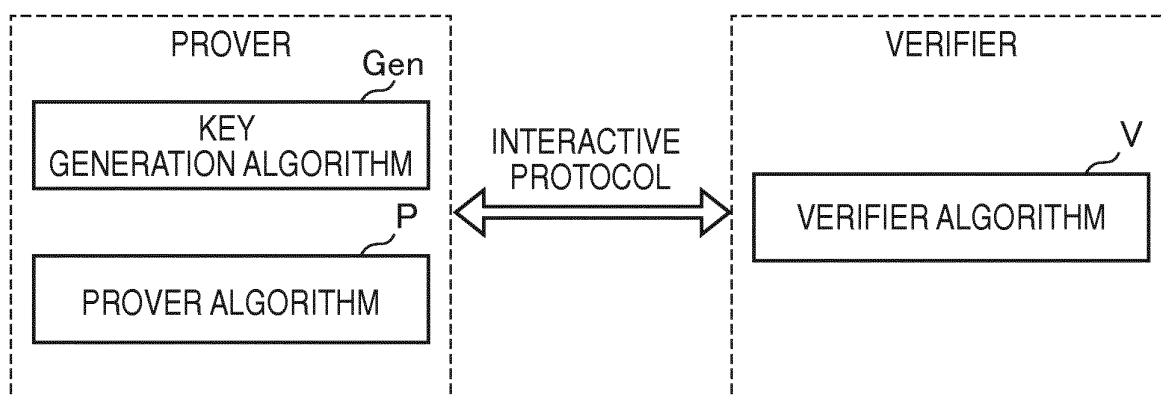 PROVER
Gen
KEY
GENERATION ALGORITHM
P
PROVER ALGORITHM
INTERACTIVE
PROTOCOL
VERIFIER
V
VERIFIER ALGORITHM